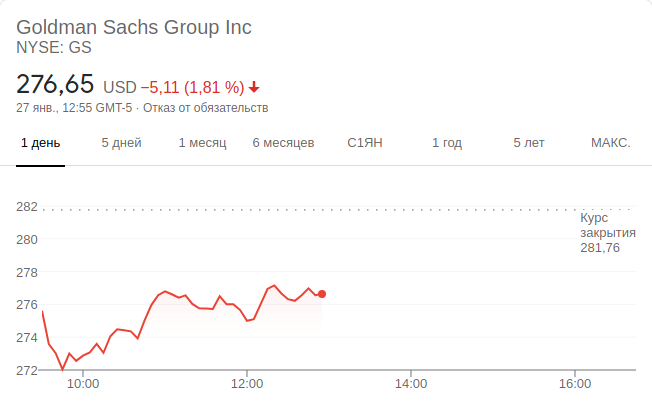 Goldman Sachs Group Inc
NYSE: GS
276,65 USD −5,11 (1,81 %)
27 янв., 12:55 GMT-5 · Отказ от обязательств
1 день 5 дней 1 месяц 6 месяцев С1ЯН 1 год 5 лет МАКС.
282
Курс
закрытия
281,76
280
278
276
274
272
10:00 12:00 14:00 16:00